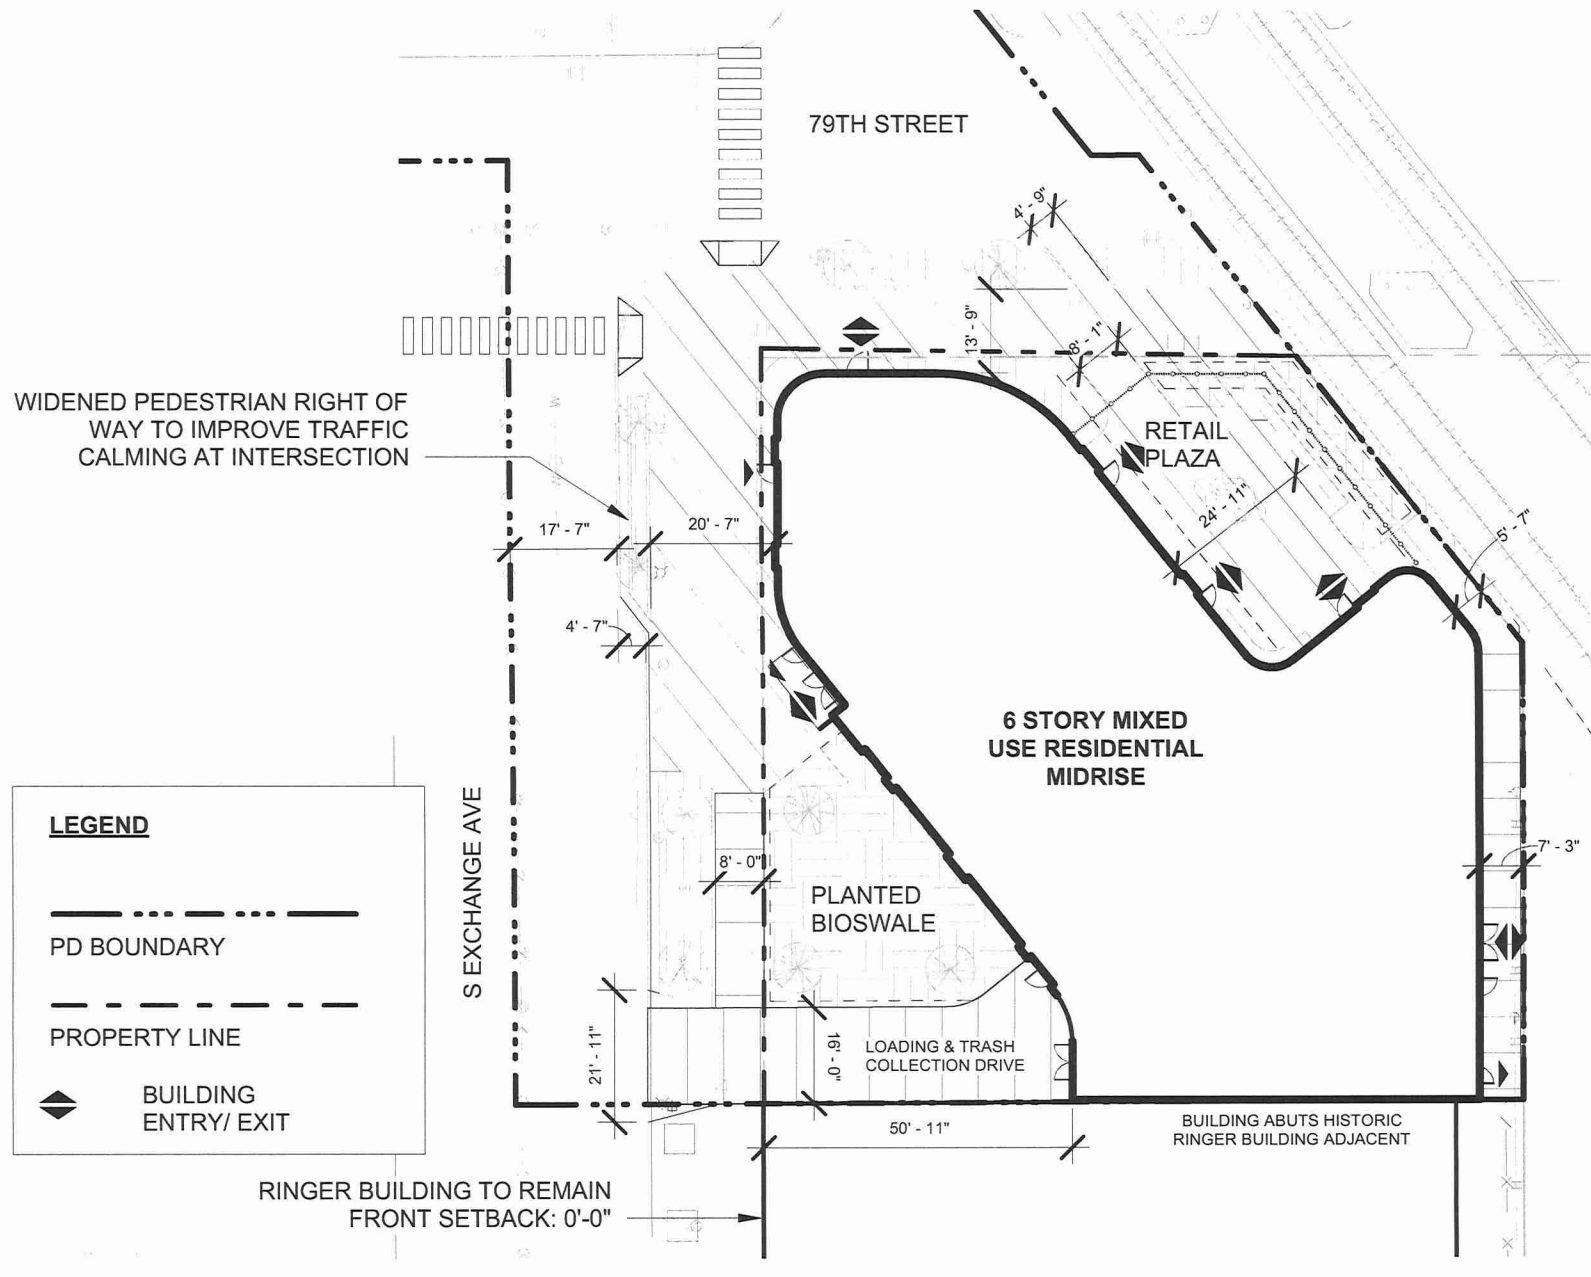 79TH STREET
4' - 9"
13' - 9"
8' - 1"
WIDENED PEDESTRIAN RIGHT OF
WAY TO IMPROVE TRAFFIC
CALMING AT INTERSECTION
RETAIL
PLAZA
24' - 11"
5' - 7"
17' - 7"
20' - 7"
4' - 7"
6 STORY MIXED
USE RESIDENTIAL
MIDRISE
LEGEND
PD BOUNDARY
PROPERTY LINE
BUILDING
ENTRY/ EXIT
S EXCHANGE AVE
8' - 0"
7' - 3"
PLANTED
BIOSWALE
21' - 11"
16' - 0"
LOADING & TRASH
COLLECTION DRIVE
50' - 11"
BUILDING ABUTS HISTORIC
RINGER BUILDING ADJACENT
RINGER BUILDING TO REMAIN
FRONT SETBACK: 0'-0"